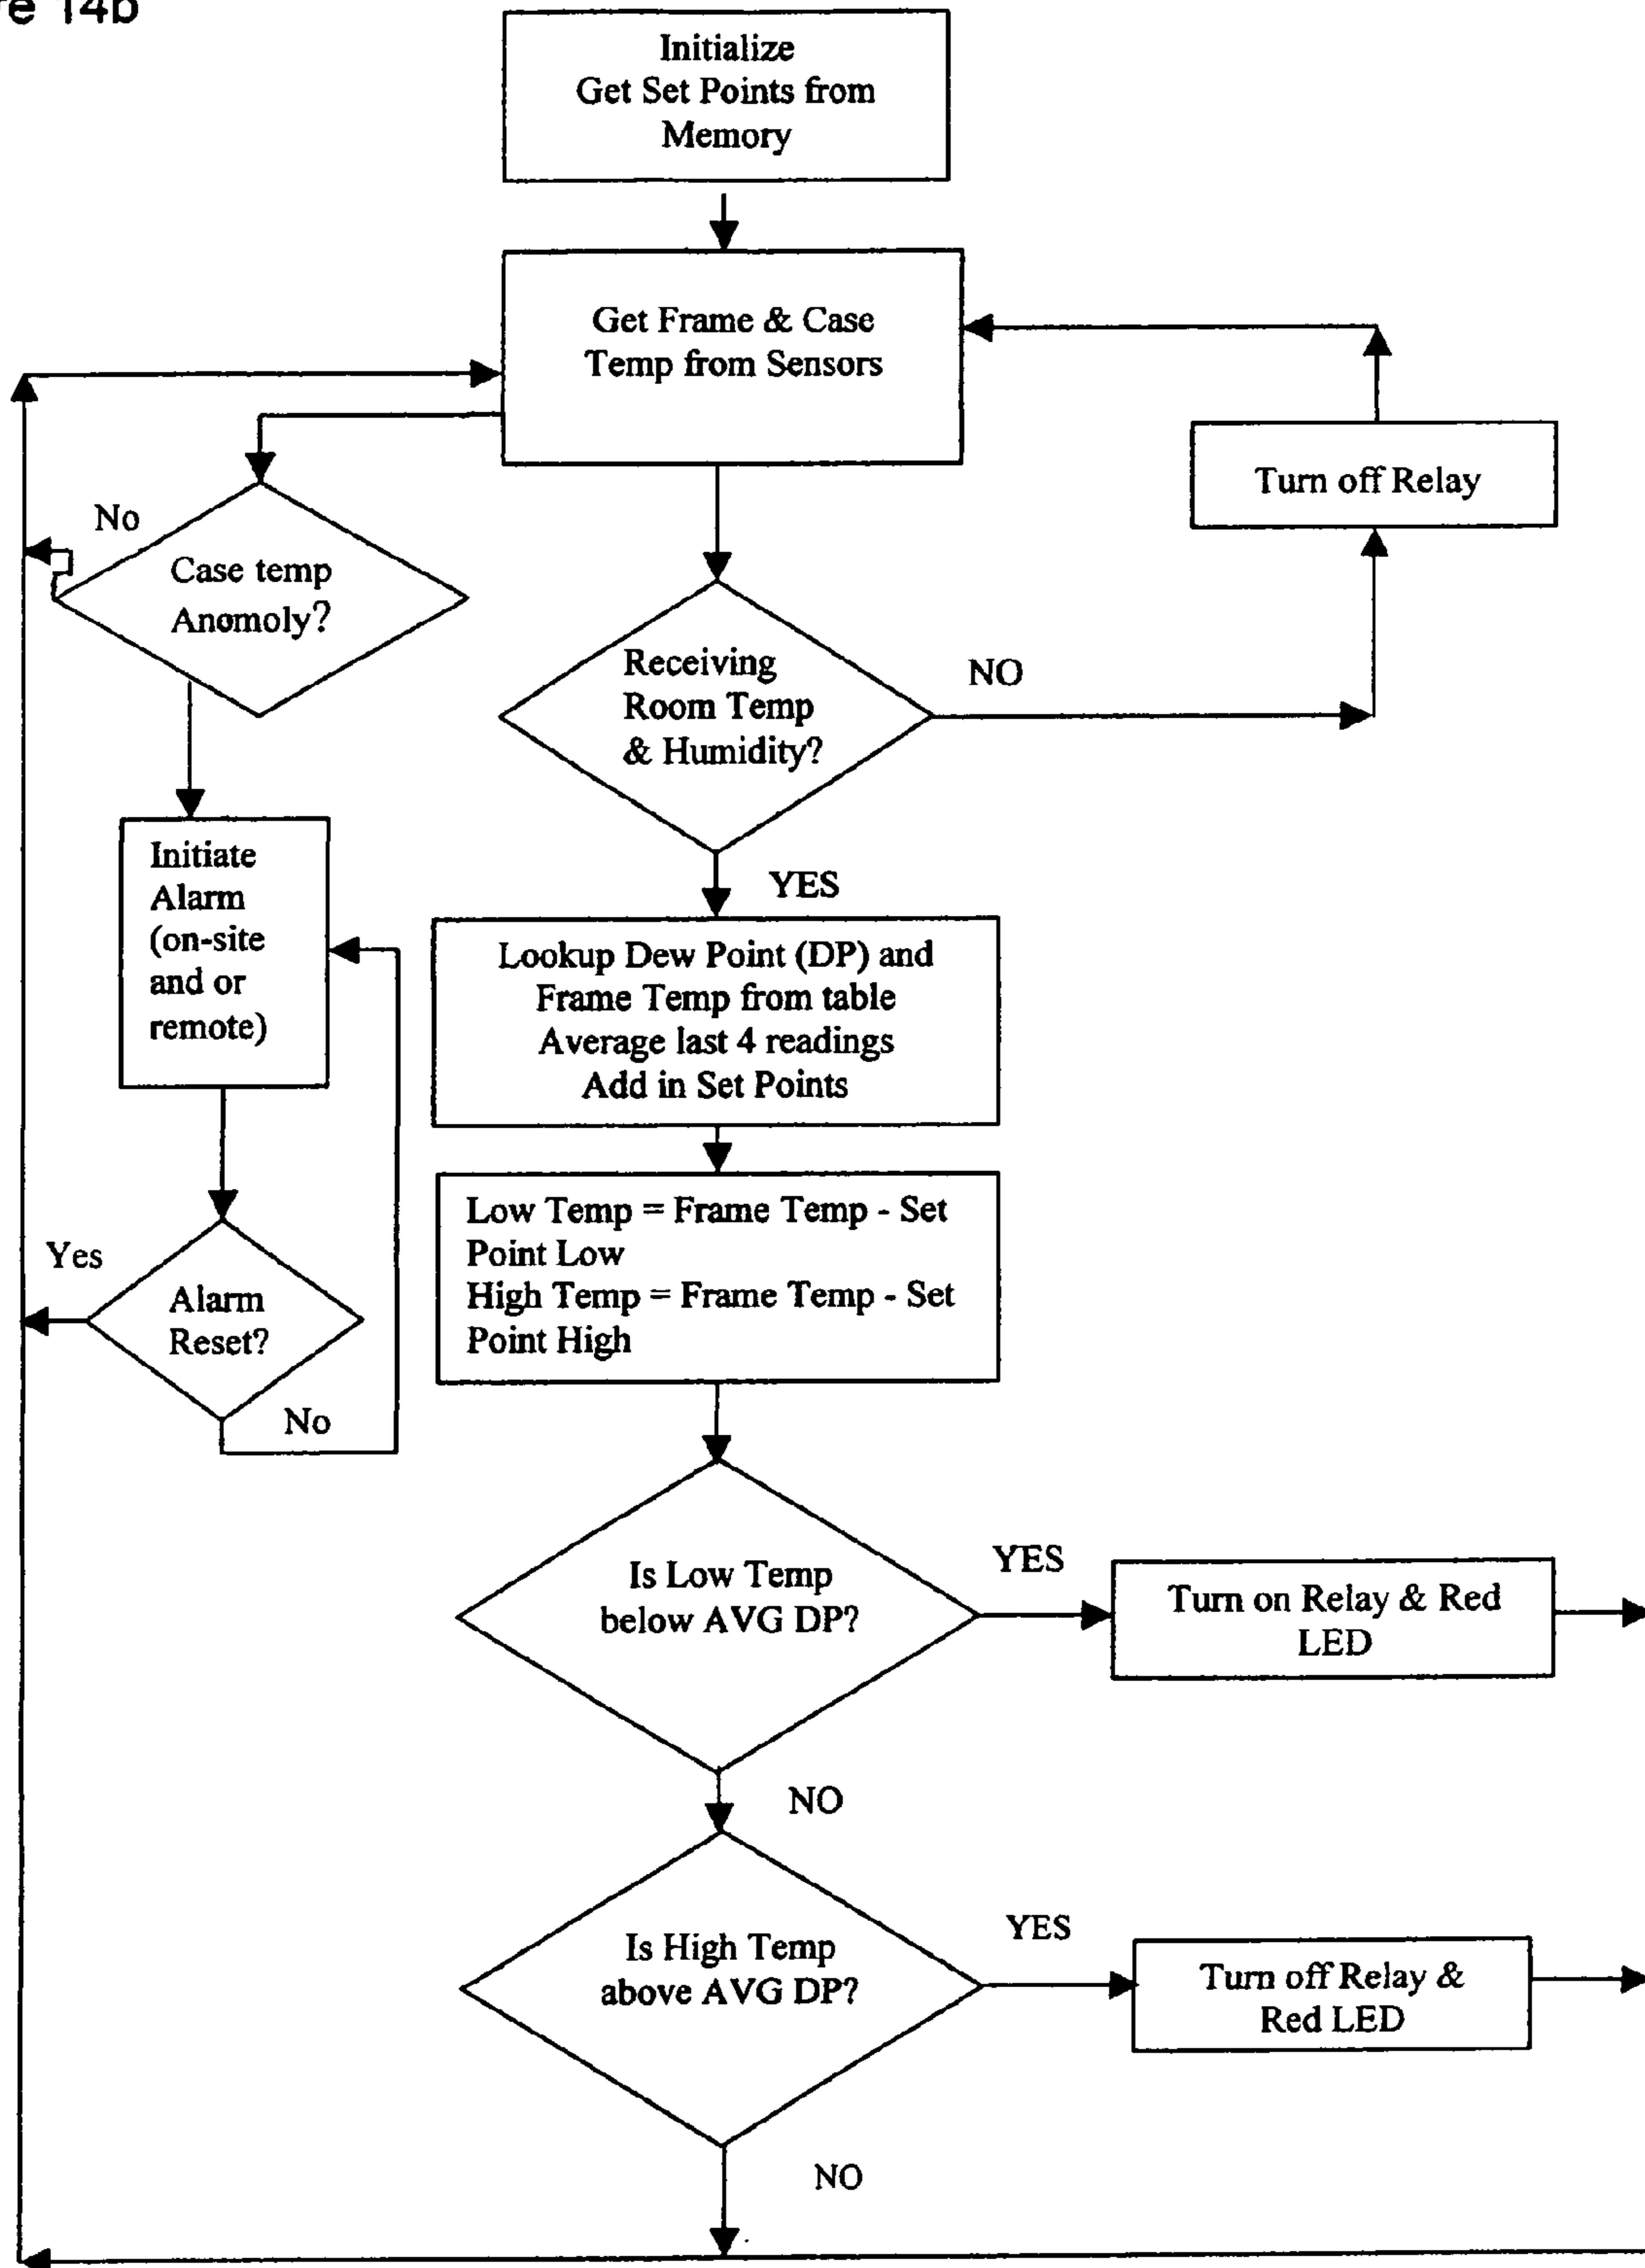 re 14b
Initialize
Get Set Points from
Memory
Get Frame & Case
Temp from Sensors
Turn off Relay
No
Case temp
Anomoly?
Receiving
Room Temp
& Humidity?
NO
YES
Initiate
Alarm
(on-site
and or
remote)
Lookup Dew Point (DP) and
Frame Temp from table
Average last 4 readings
Add in Set Points
Low Temp = Frame Temp - Set
Point Low
High Temp = Frame Temp - Set
Point High
Yes
Alarm
Reset?
No
Is Low Temp
below AVG DP?
YES
Turn on Relay & Red
LED
NO
Is High Temp
above AVG DP?
YES
Turn off Relay &
Red LED
NO